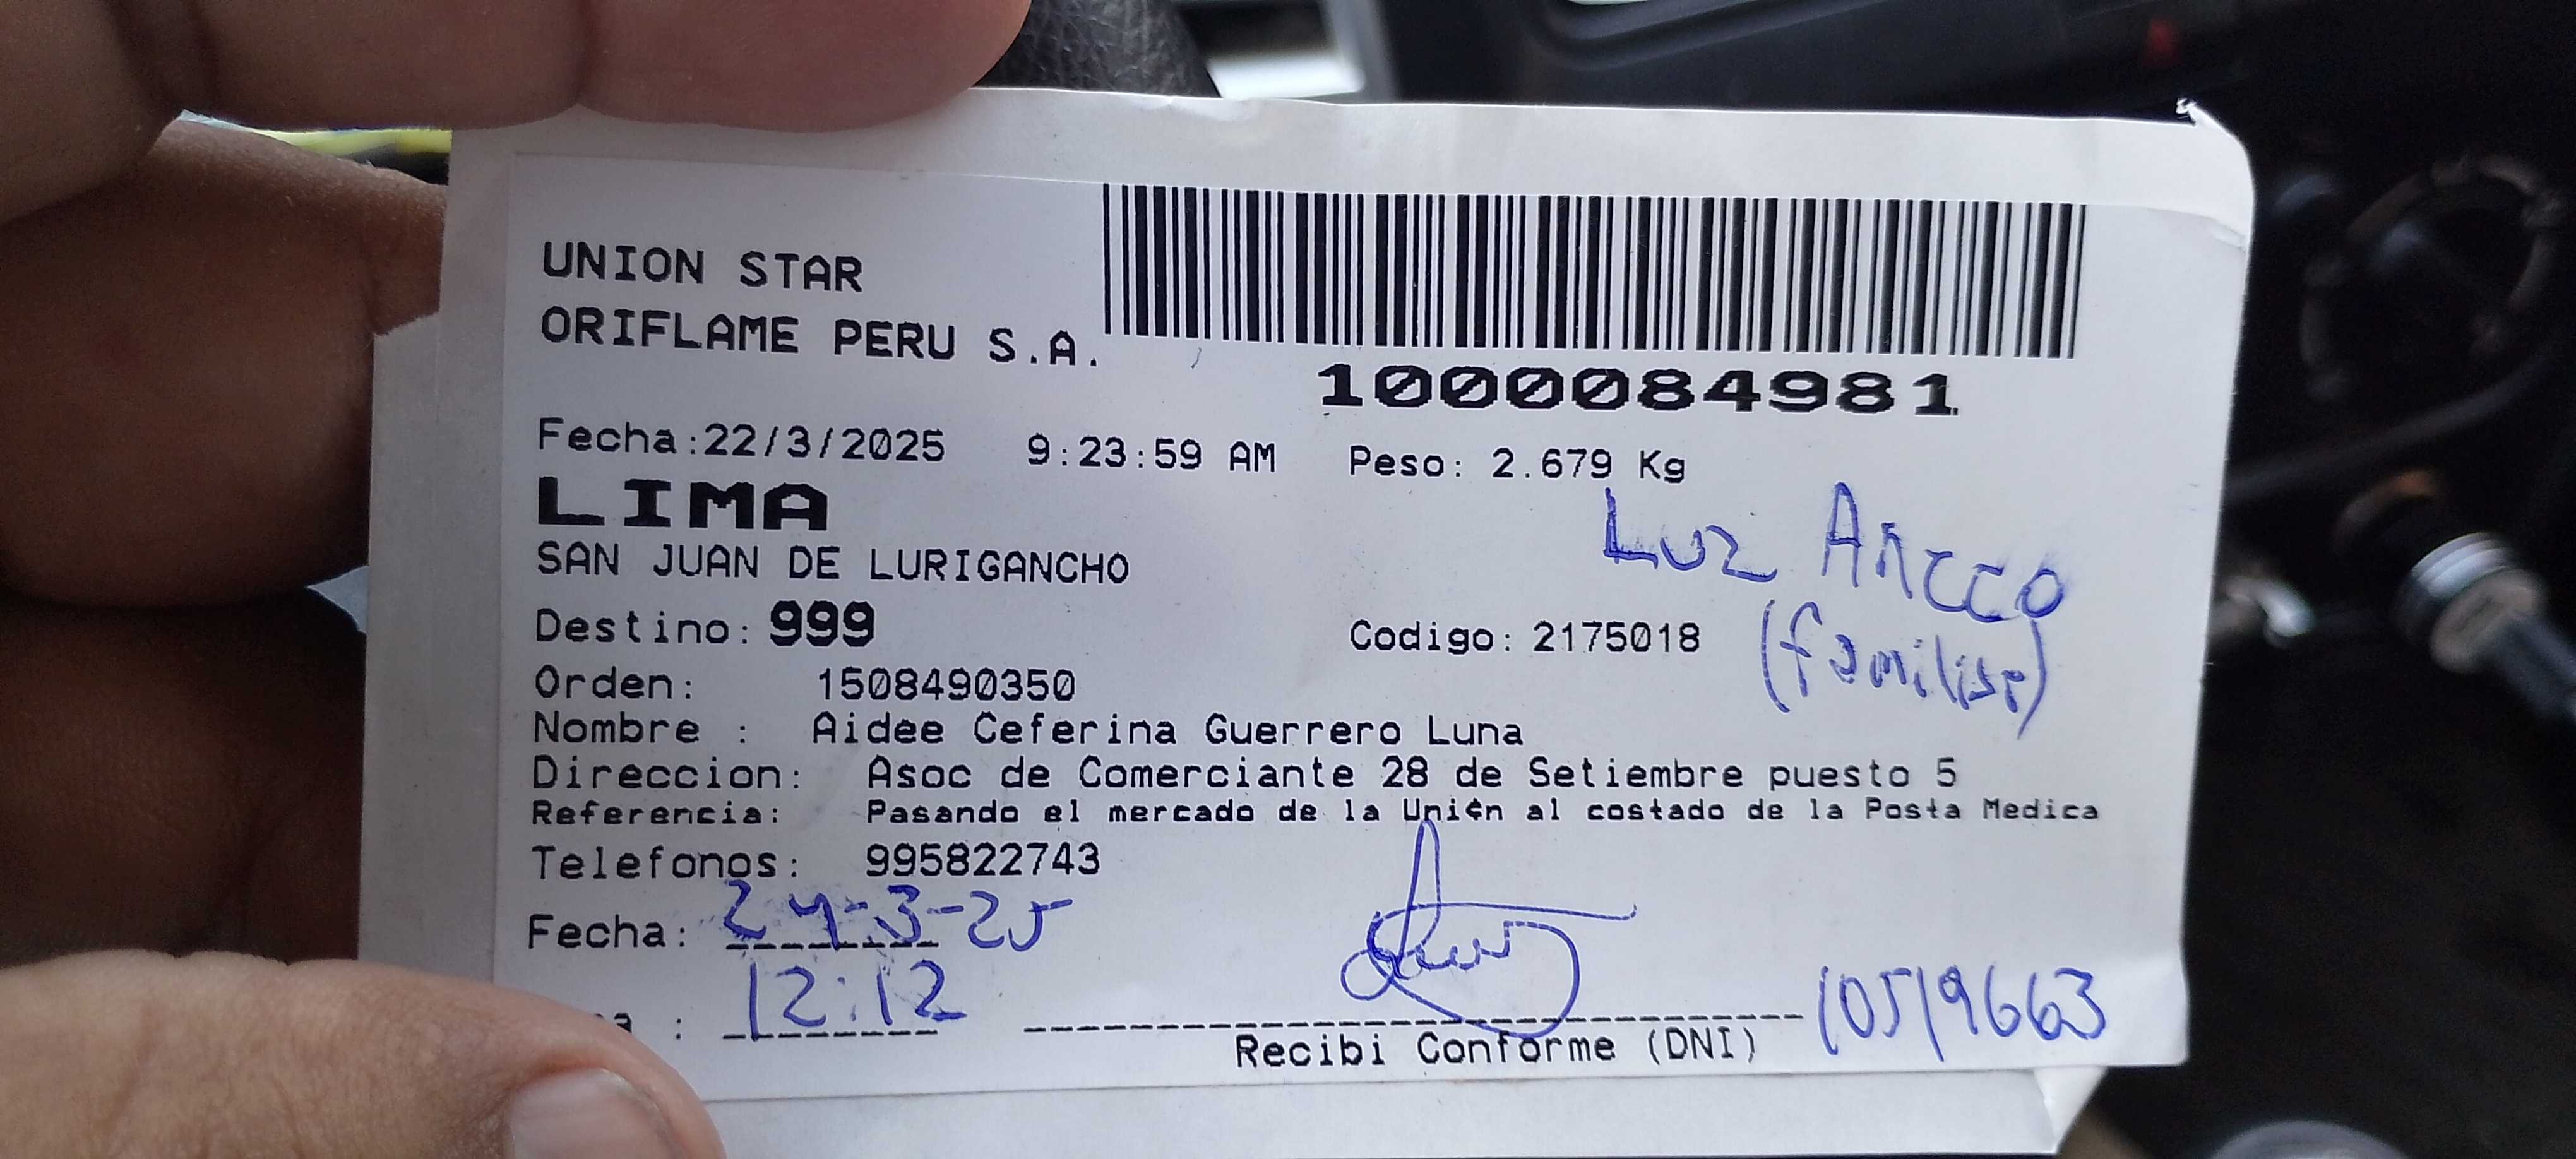 UNION STAR
ORIFLAME PERU S.A.
1000084981
Fecha:22/3/2025 9:23:59 AM Peso: 2.679 Kg
LIMA
SAN JUAN DE LURIGANCHO
Luz Ancco
(familiar)
Destino: 999 Codigo: 2175018
Orden: 1508490350
Nombre : Aidee Ceferina Guerrero Luna
Direccion: Asoc de Comerciante 28 de Setiembre puesto 5
Referencia: Pasando el mercado de la Uni¢n al costado de la Posta Medica
Telefonos: 995822743
Fecha: 24-3-25
: 12:12
10519663
Recibi Conforme (DNI)